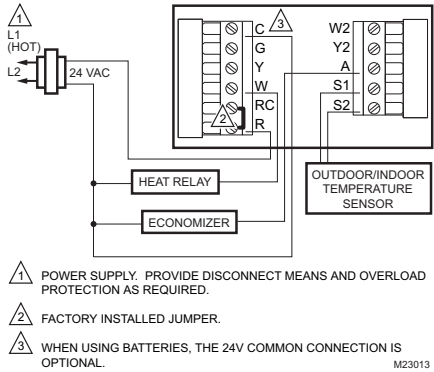 1
L1
(HOT)
L2
24 VAC
C
G
Y
W
RC
R
3
2
W2
Y2
A
S1
S2
HEAT RELAY
ECONOMIZER
OUTDOOR/INDOOR
TEMPERATURE
SENSOR
1 POWER SUPPLY. PROVIDE DISCONNECT MEANS AND OVERLOAD
PROTECTION AS REQUIRED.
2 FACTORY INSTALLED JUMPER.
3 WHEN USING BATTERIES, THE 24V COMMON CONNECTION IS
OPTIONAL.
M23013